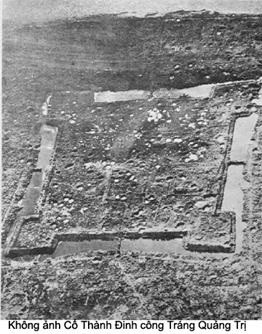 Không ảnh Cổ Thành Đinh công Tráng Quảng Trị